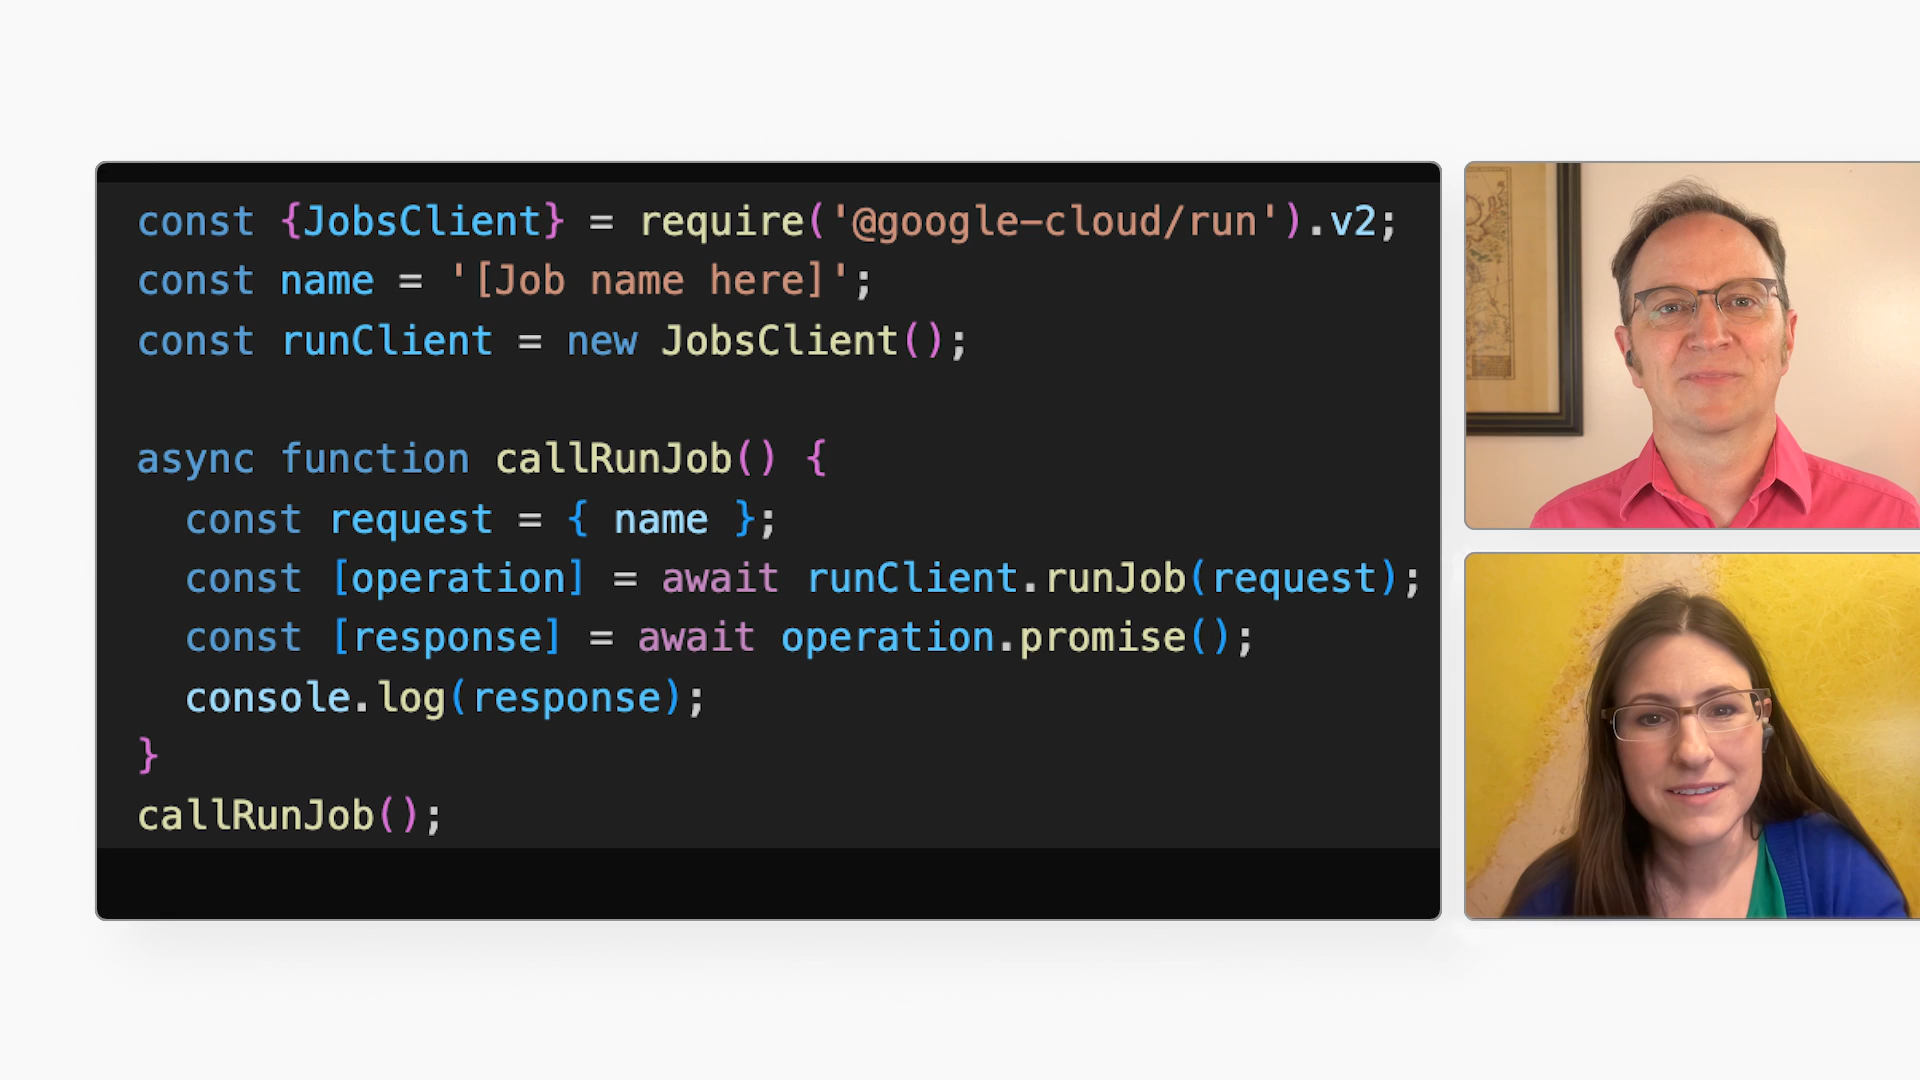 const {JobsClient} = require('@google-cloud/run').v2;
const name = '[Job name here]';
const runClient = new JobsClient();
async function callRunJob() {
const request = { name };
const [operation] = await runClient.runJob(request);
const [response] = await operation.promise();
console.log(response);
}
callRunJob();